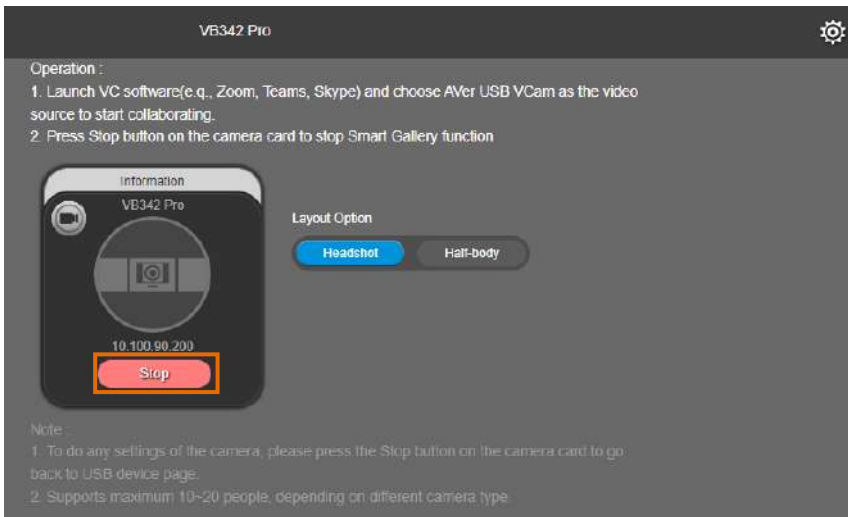 VB342 Pro
Operation :
1. Launch VC software(e.q., Zoom, Teams, Skype) and choose AVer USB VCam as the video
source to start collaborating.
2. Press Stop button on the camera card to stop Smart Gallery function
Information
VB342 Pro
Layout Option
Headshot Half-body
10.100.90.200
Stop
Note :
1. To do any settings of the camera, please press the Stop button on the camera card to go
back to USB device page.
2. Supports maximum 10~20 people, depending on different camera type.